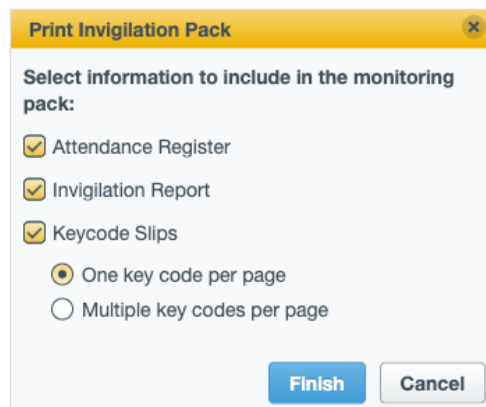 Print Invigilation Pack
Select information to include in the monitoring
pack:
Attendance Register
Invigilation Report
Keycode Slips
One key code per page
Multiple key codes per page
Finish Cancel